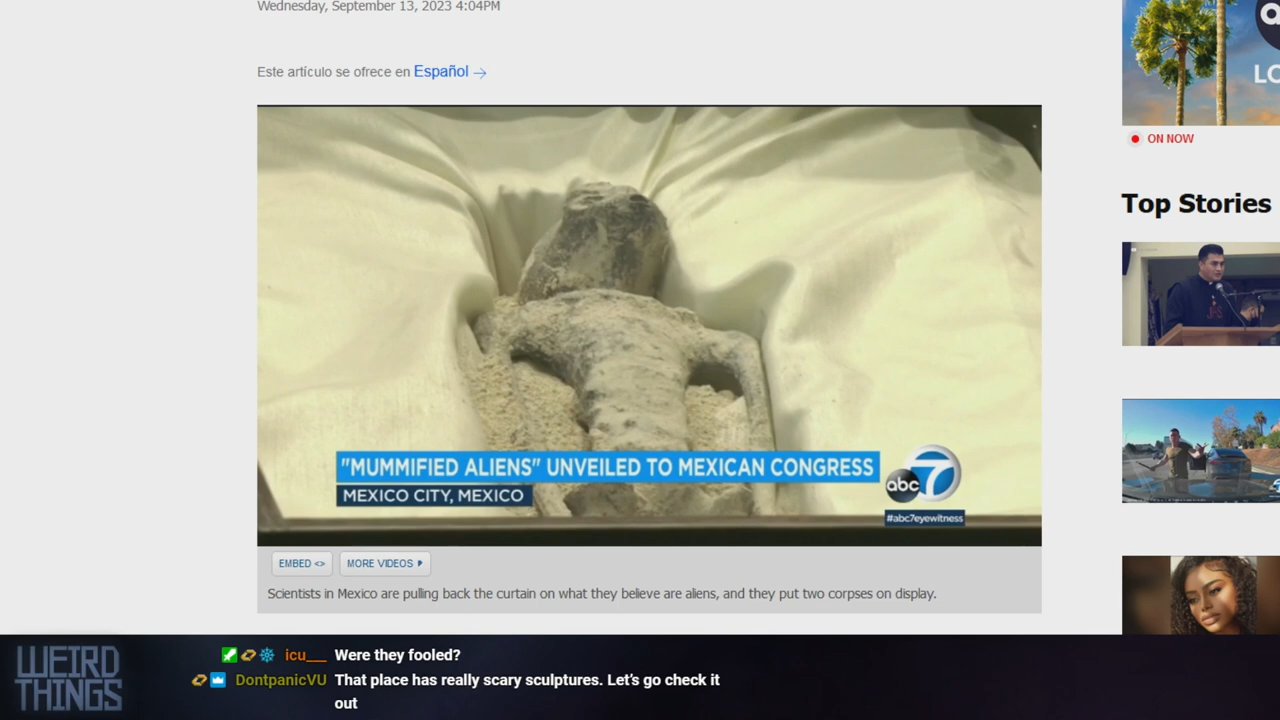 Wednesday, September 13, 2023 4:04PM
Este artículo se ofrece en Español →
"MUMMIFIED ALIENS" UNVEILED TO MEXICAN CONGRESS
MEXICO CITY, MEXICO
abc 7
#abc7eyewitness
EMBED <>
MORE VIDEOS
Scientists in Mexico are pulling back the curtain on what they believe are aliens, and they put two corpses on display.
LO
ON NOW
Top Stories
WEIRD
THINGS
icu___ Were they fooled?
DontpanicVU That place has really scary sculptures. Let's go check it
out